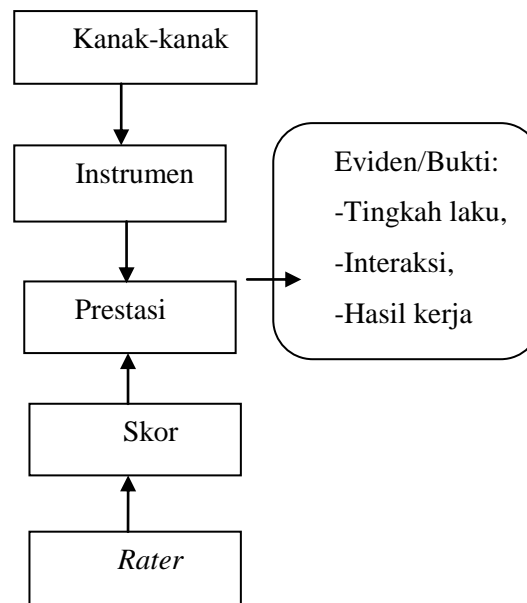 Kanak-kanak
Instrumen
Prestasi
Skor
Rater
Eviden/Bukti:
-Tingkah laku,
-Interaksi,
-Hasil kerja